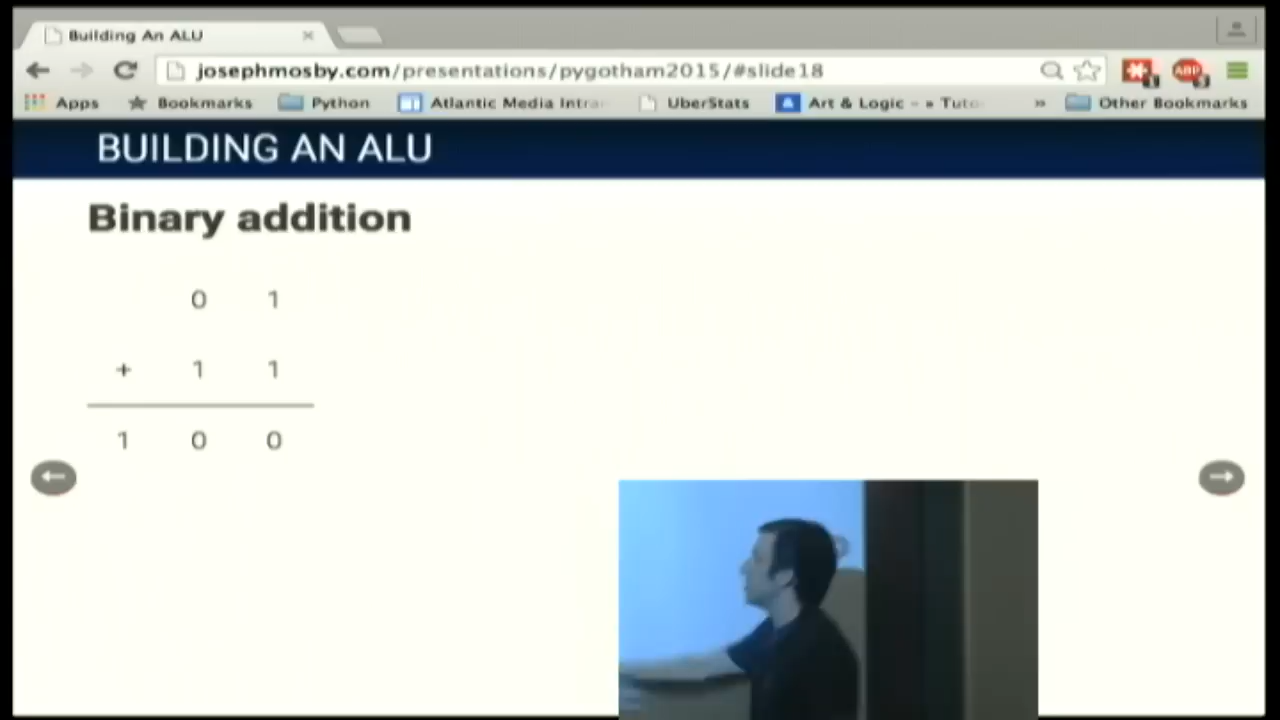 Building An ALU
josephmosby.com/presentations/pygotham2015/#slide18
Apps Bookmarks Python Atlantic Media Intra UberStats Art & Logic - » Tuto » Other Bookmarks
BUILDING AN ALU
Binary addition
0 1
+ 1 1
1 0 0